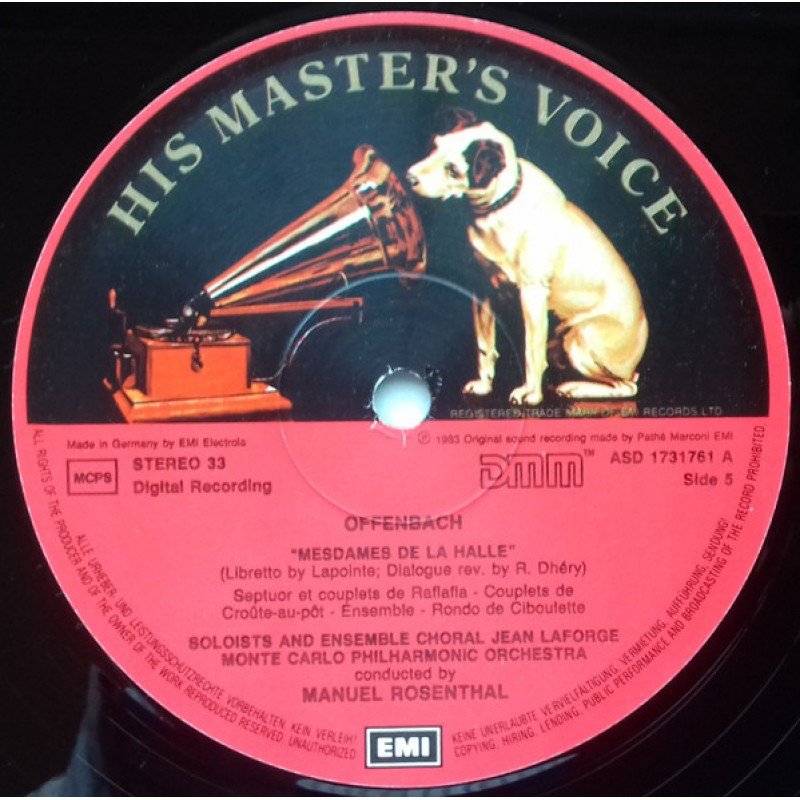 HIS MASTER'S VOICE
REGISTERED TRADE MARK OF EMI RECORDS LTD
Made in Germany by EMI Electrola
℗ 1983 Original sound recording made by Pathé Marconi EMI
MCPS
STEREO 33
Digital Recording
DMM™
ASD 1731761 A
Side 5
OFFENBACH
"MESDAMES DE LA HALLE"
(Libretto by Lapointe; Dialogue rev. by R. Dhéry)
Septuor et couplets de Raflafla - Couplets de
Croûte-au-pôt - Ensemble - Rondo de Ciboulette
SOLOISTS AND ENSEMBLE CHORAL JEAN LAFORGE
MONTE CARLO PHILHARMONIC ORCHESTRA
conducted by
MANUEL ROSENTHAL
EMI
ALLE URHEBER- UND LEISTUNGSSCHUTZRECHTE VORBEHALTEN. KEIN VERLEIH!
KEINE UNERLAUBTE VERVIELFÄLTIGUNG, VERMIETUNG, AUFFÜHRUNG, SENDUNG!
ALL RIGHTS OF THE PRODUCER AND OF THE OWNER OF THE WORK REPRODUCED RESERVED. UNAUTHORIZED
COPYING, HIRING, LENDING, PUBLIC PERFORMANCE AND BROADCASTING OF THE RECORD PROHIBITED.